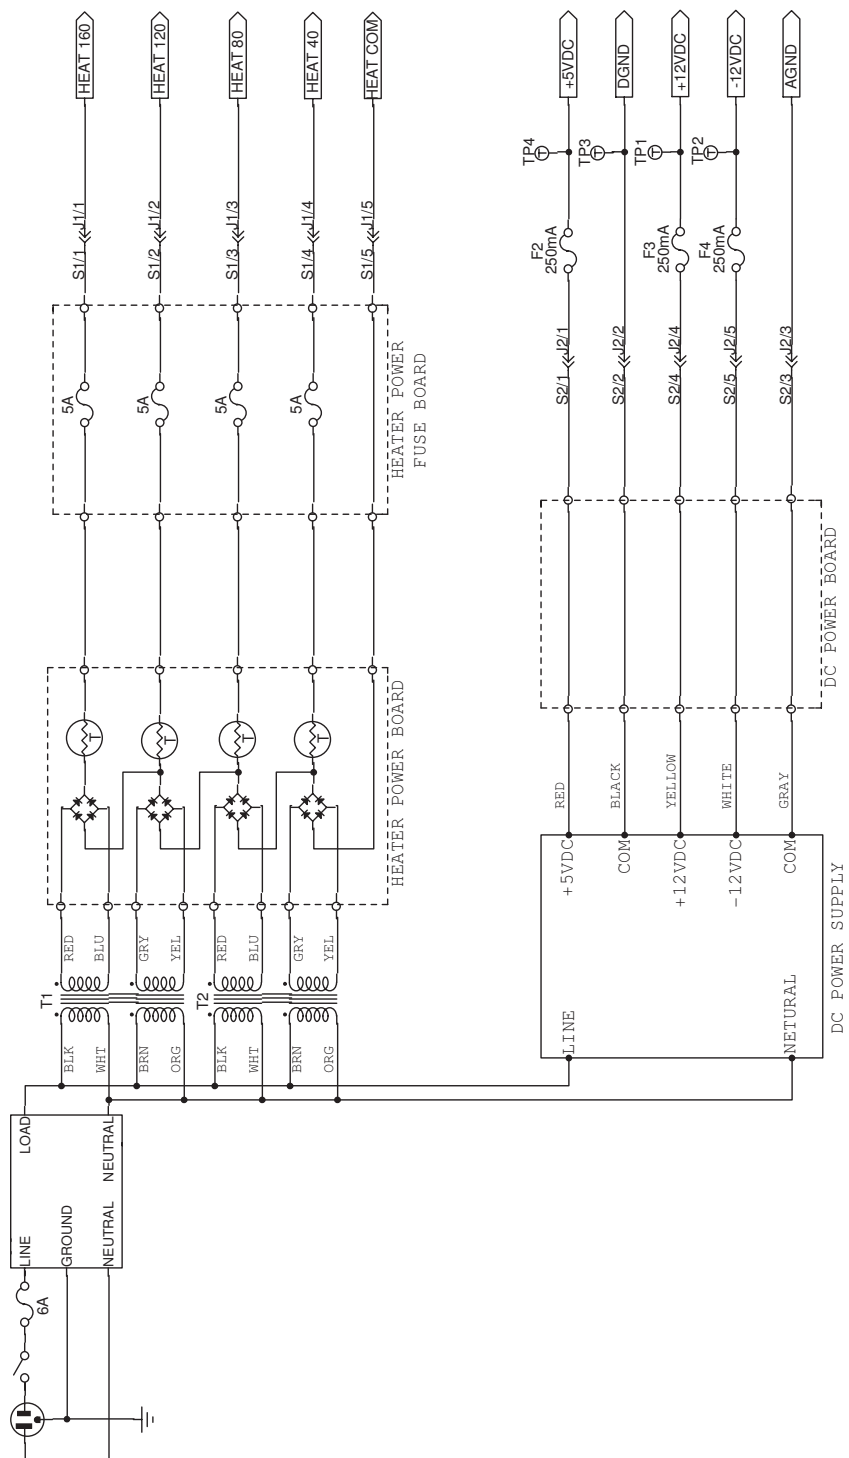 HEAT 160
HEAT 120
HEAT 80
HEAT 40
HEAT COM
+5VDC
DGND
+12VDC
-12VDC
AGND
TP4
TP3
TP1
TP2
J1/1
J1/2
J1/3
J1/4
J1/5
S1/1
S1/2
S1/3
S1/4
S1/5
F2
250mA
F3
250mA
F4
250mA
J2/1
J2/2
J2/4
J2/5
J2/3
S2/1
S2/2
S2/4
S2/5
S2/3
5A
5A
5A
5A
HEATER POWER
FUSE BOARD
DC POWER BOARD
T
T
T
T
T
T
T
T
HEATER POWER BOARD
RED
BLACK
YELLOW
WHITE
GRAY
+5VDC
COM
+12VDC
-12VDC
COM
DC POWER SUPPLY
LINE
NETURAL
RED
BLU
GRY
YEL
RED
BLU
GRY
YEL
T1
T2
BLK
WHT
BRN
ORG
BLK
WHT
BRN
ORG
LOAD
NEUTRAL
LINE
GROUND
NEUTRAL
6A